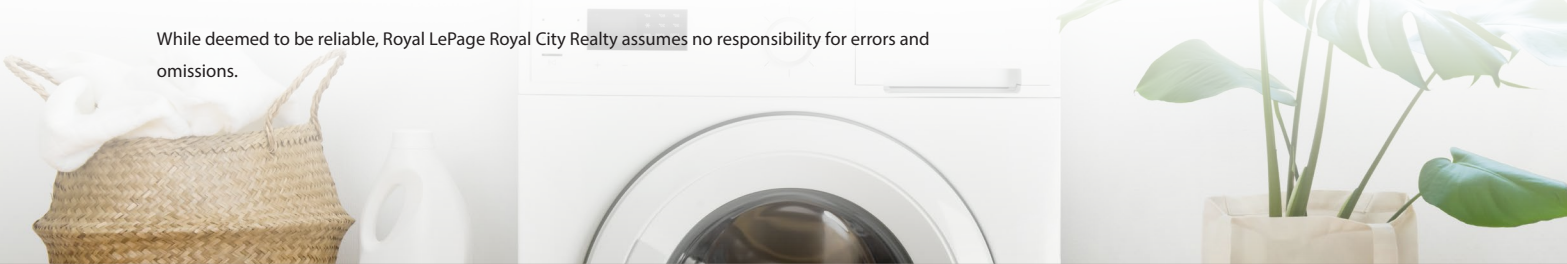 While deemed to be reliable, Royal LePage Royal City Realty assumes no responsibility for errors and
omissions.